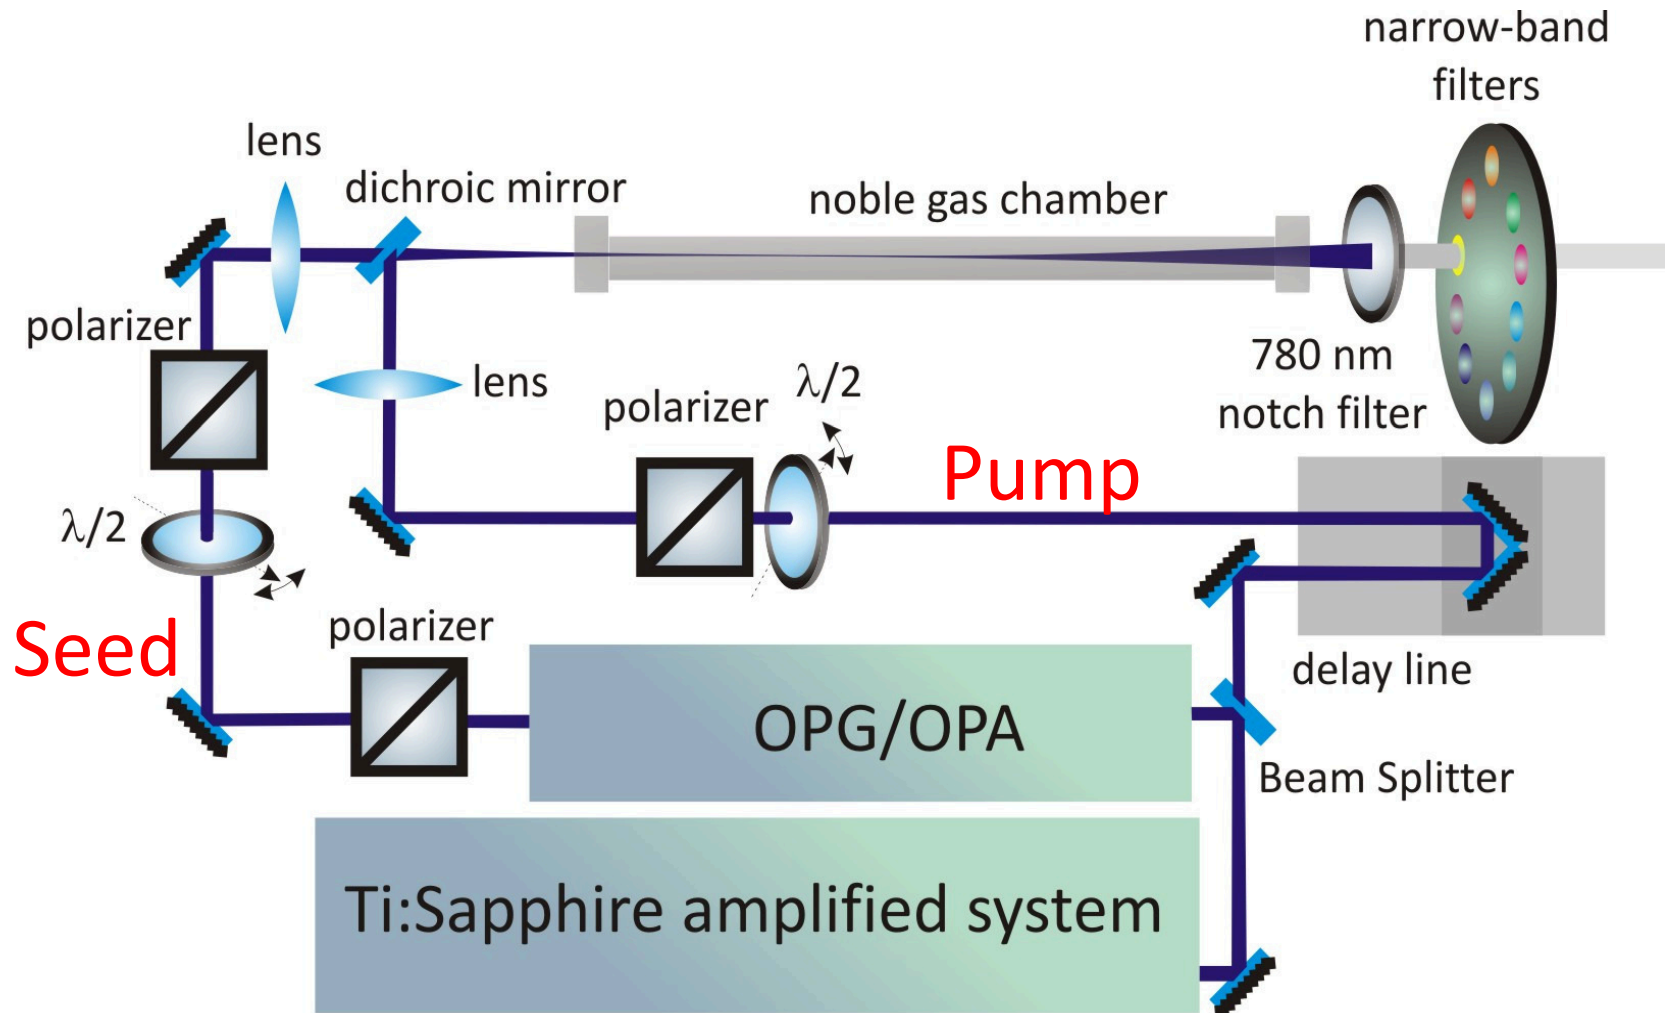 narrow-band
filters
lens
dichroic mirror
noble gas chamber
polarizer
780 nm
notch filter
lens
polarizer
λ/2
Pump
λ/2
Seed
polarizer
delay line
OPG/OPA
Beam Splitter
Ti:Sapphire amplified system